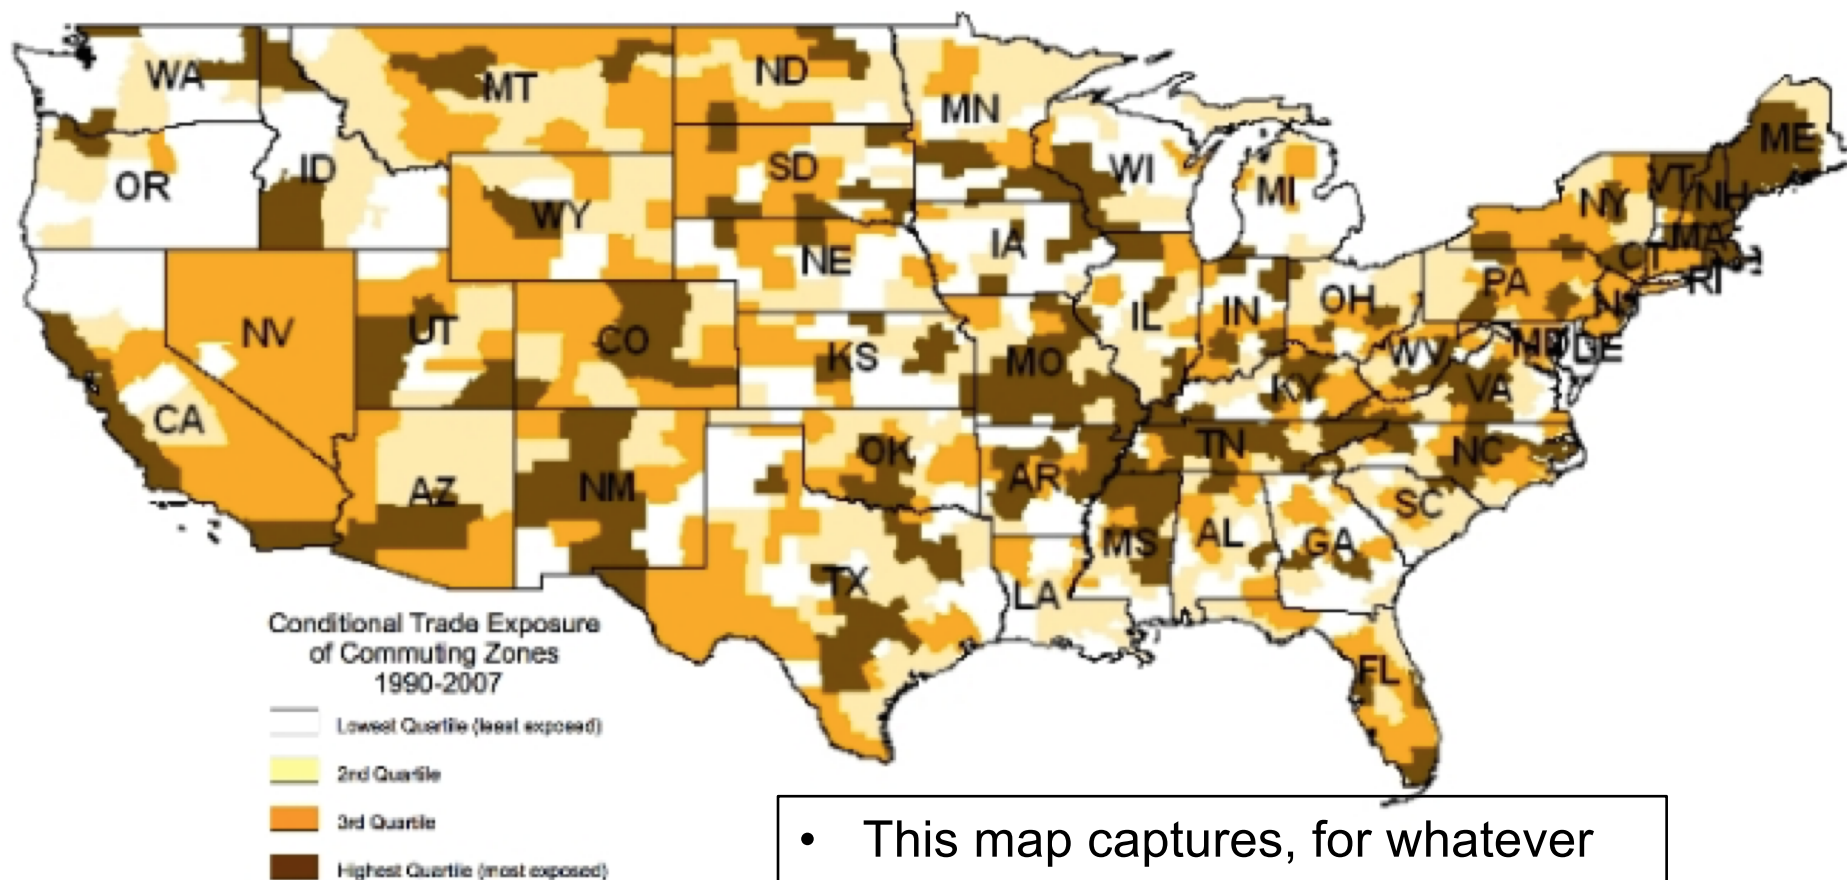 WA
MT
ND
MN
ME
OR
ID
WY
SD
WI
MI
VT
NH
NY
MA
CT
RI
IA
NE
PA
NV
UT
CO
KS
MO
IL
IN
OH
WV
MD
DE
KY
VA
CA
AZ
NM
OK
AR
TN
NC
SC
MS
AL
GA
TX
LA
FL
Conditional Trade Exposure
of Commuting Zones
1990-2007
Lowest Quartile (least exposed)
2nd Quartile
3rd Quartile
Highest Quartile (most exposed)
• This map captures, for whatever